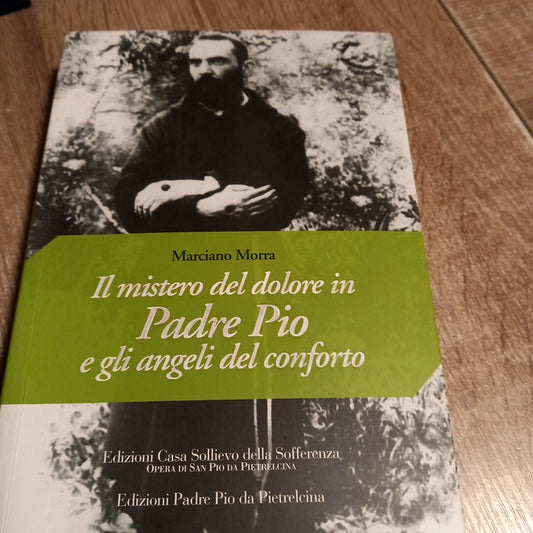 Marciano Morra
Il mistero del dolore in
Padre Pio
e gli angeli del conforto
Edizioni Casa Sollievo della Sofferenza
Opera di San Pio da Pietrelcina
Edizioni Padre Pio da Pietrelcina